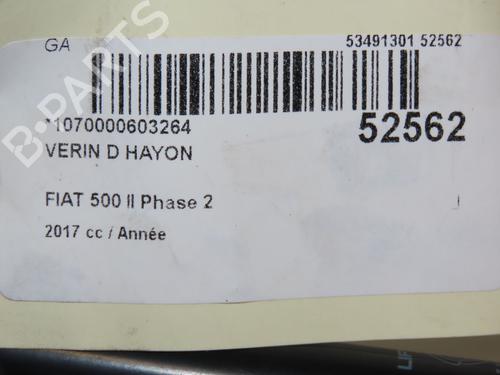 GA
53491301 52562
*1070000603264
52562
VERIN D HAYON
FIAT 500 II Phase 2
2017 cc / Année
B-PARTS